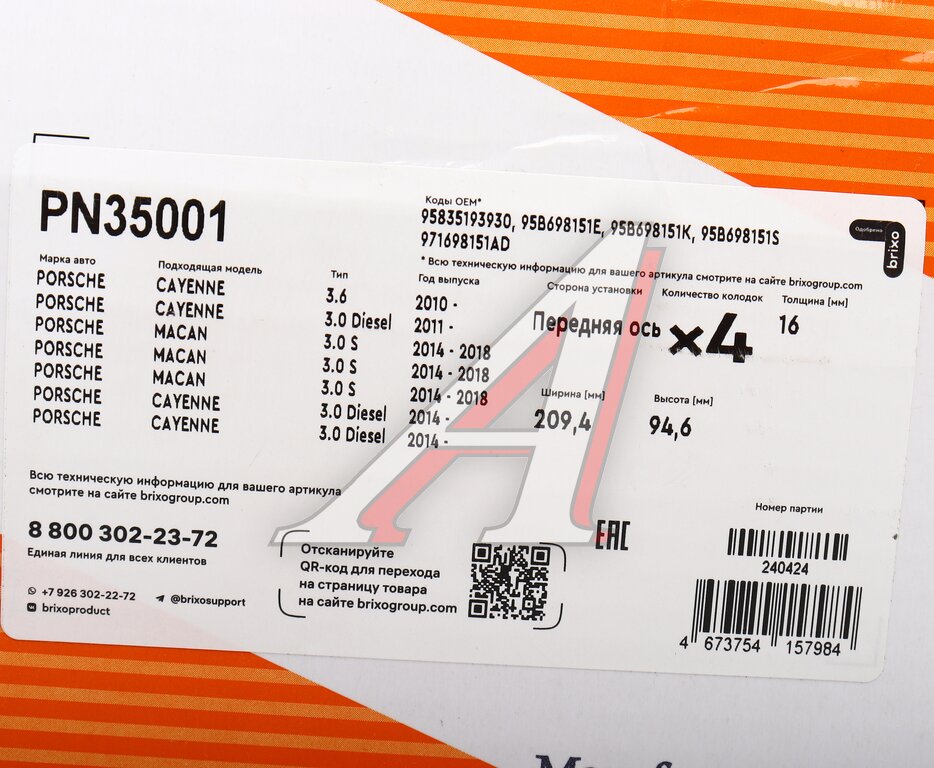 PN35001
Коды OEM*
95835193930, 95B698151E, 95B698151K, 95B698151S
971698151AD
* Всю техническую информацию для вашего артикула смотрите на сайте brixogroup.com
Одобрено
brixo
Марка авто Подходящая модель Тип Год выпуска
PORSCHE CAYENNE 3.6 2010 -
PORSCHE CAYENNE 3.0 Diesel 2011 -
PORSCHE MACAN 3.0 S 2014 - 2018
PORSCHE MACAN 3.0 S 2014 - 2018
PORSCHE MACAN 3.0 S 2014 - 2018
PORSCHE CAYENNE 3.0 Diesel 2014 -
PORSCHE CAYENNE 3.0 Diesel 2014 -
Сторона установки Количество колодок Толщина [мм]
Передняя ось ×4 16
Ширина [мм] Высота [мм]
209,4 94,6
Всю техническую информацию для вашего артикула
смотрите на сайте brixogroup.com
8 800 302-23-72
Единая линия для всех клиентов
+7 926 302-22-72 @brixosupport
brixoproduct
Отсканируйте
QR-код для перехода
на страницу товара
на сайте brixogroup.com
EAC
Номер партии
240424
4 673754 157984